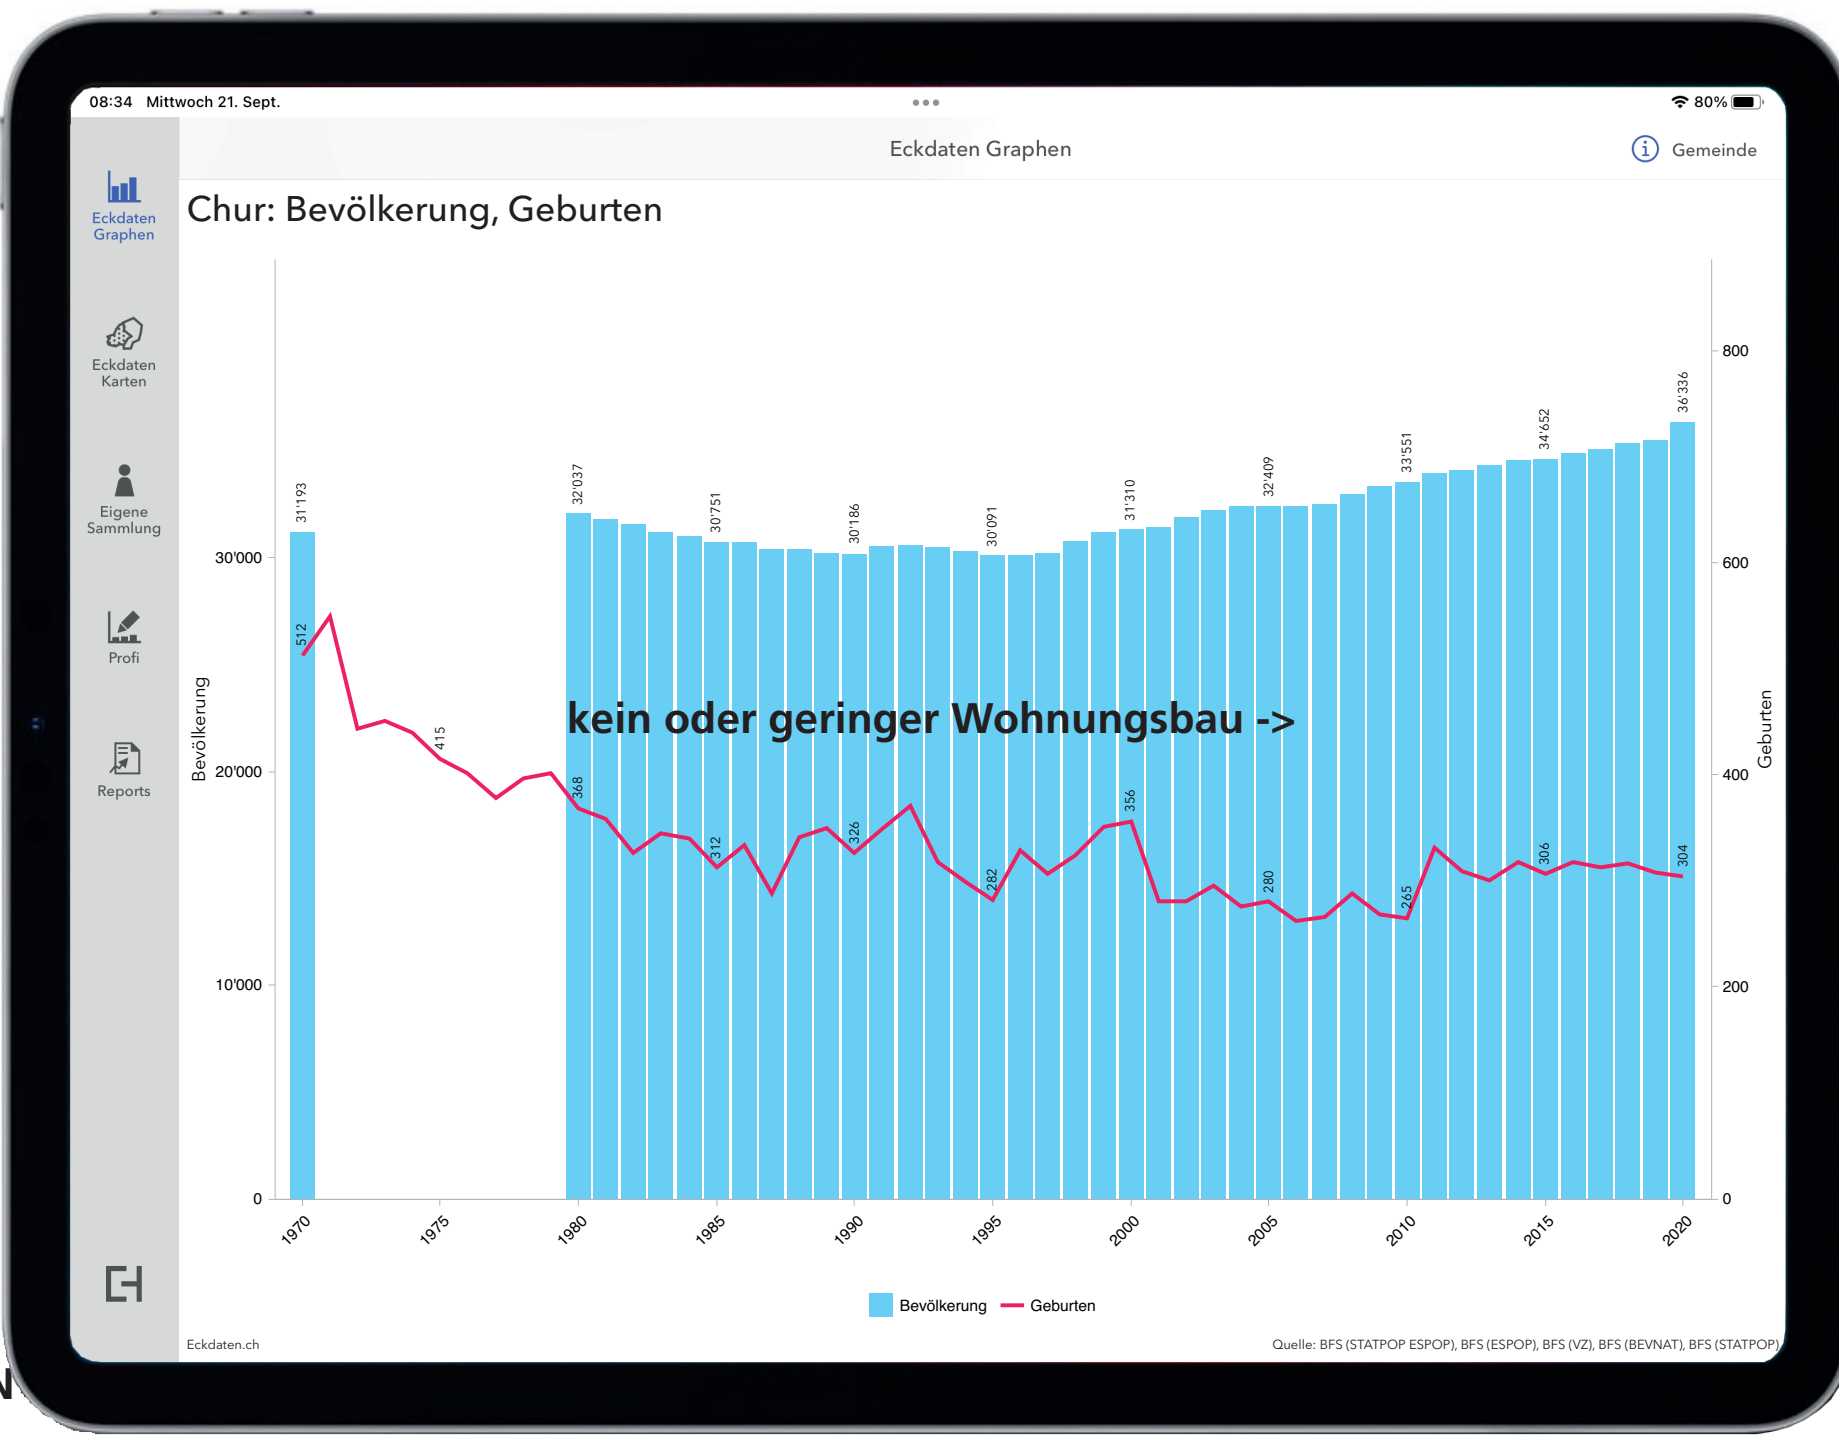 08:34 Mittwoch 21. Sept.
80%
Eckdaten Graphen
Gemeinde
Eckdaten
Graphen
Eckdaten
Karten
Eigene
Sammlung
Profi
Reports
Chur: Bevölkerung, Geburten
Bevölkerung
30'000
20'000
10'000
0
800
600
400
200
0
Geburten
31'193
32'037
30'751
30'186
30'091
31'310
32'409
33'551
34'652
36'336
kein oder geringer Wohnungsbau ->
512
415
368
312
326
282
356
280
265
306
304
1970
1975
1980
1985
1990
1995
2000
2005
2010
2015
2020
Bevölkerung
Geburten
Eckdaten.ch
Quelle: BFS (STATPOP ESPOP), BFS (ESPOP), BFS (VZ), BFS (BEVNAT), BFS (STATPOP)
N